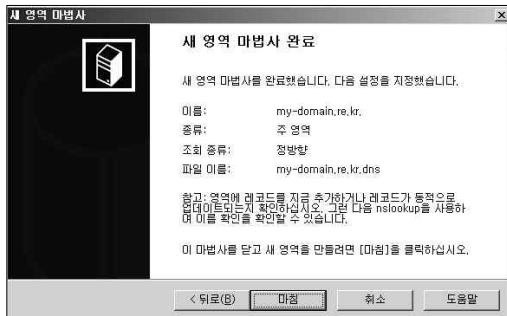 새 영역 마법사
새 영역 마법사 완료
새 영역 마법사를 완료했습니다. 다음 설정을 지정했습니다.
이름: my-domain.re.kr.
종류: 주 영역
조회 종류: 정방향
파일 이름: my-domain.re.kr.dns
참고: 영역에 레코드를 지금 추가하거나 레코드가 동적으로
업데이트되는지 확인하십시오. 그런 다음 nslookup을 사용하
여 이름 확인을 확인할 수 있습니다.
이 마법사를 닫고 새 영역을 만들려면 [마침]을 클릭하십시오.
< 뒤로(B) 마침 취소 도움말